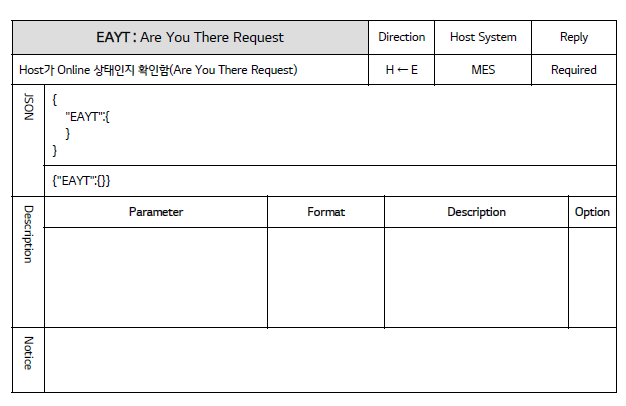 EAYT : Are You There Request
Direction
Host System
Reply
Host가 Online 상태인지 확인함(Are You There Request)
H ← E
MES
Required
JSON
{
"EAYT":{
}
}
{"EAYT":{}}
Description
Parameter
Format
Description
Option
Notice